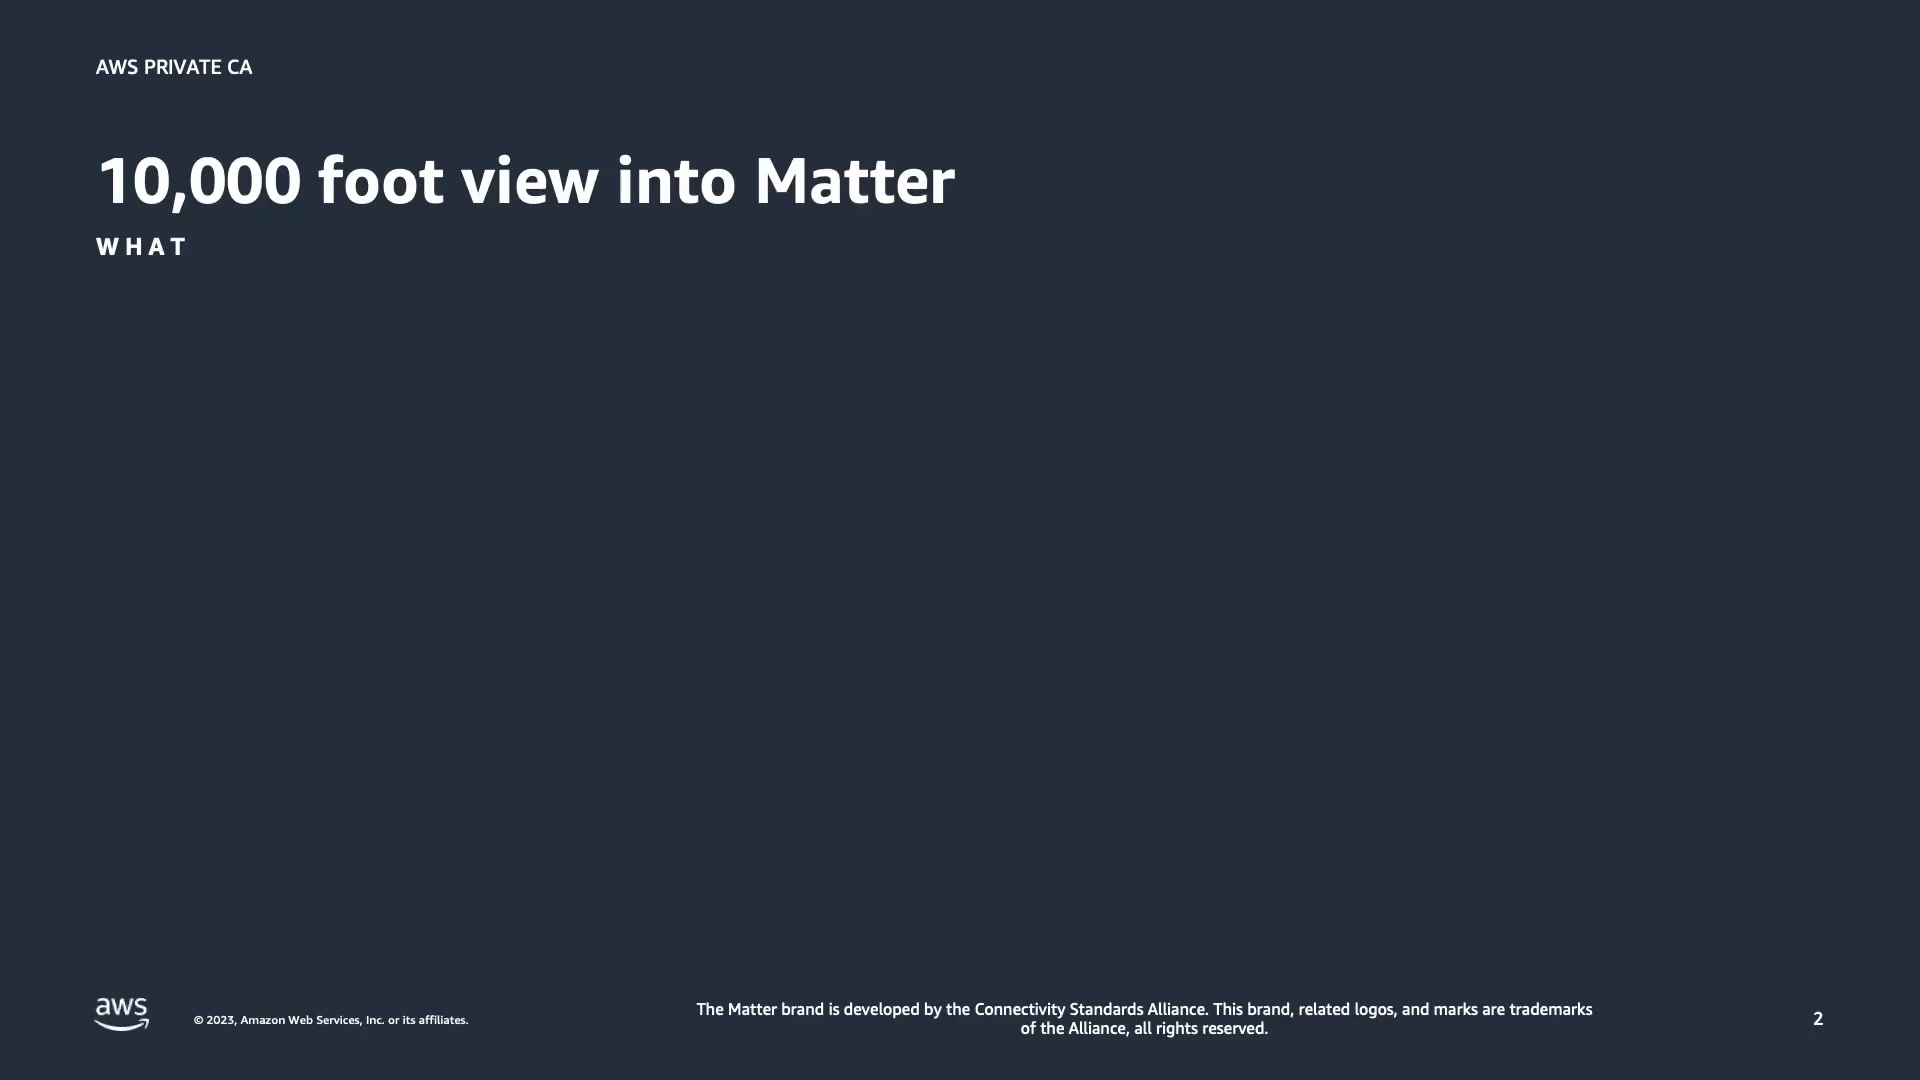 AWS PRIVATE CA
10,000 foot view into Matter
WHAT
aws
© 2023, Amazon Web Services, Inc. or its affiliates.
The Matter brand is developed by the Connectivity Standards Alliance. This brand, related logos, and marks are trademarks
of the Alliance, all rights reserved.
2